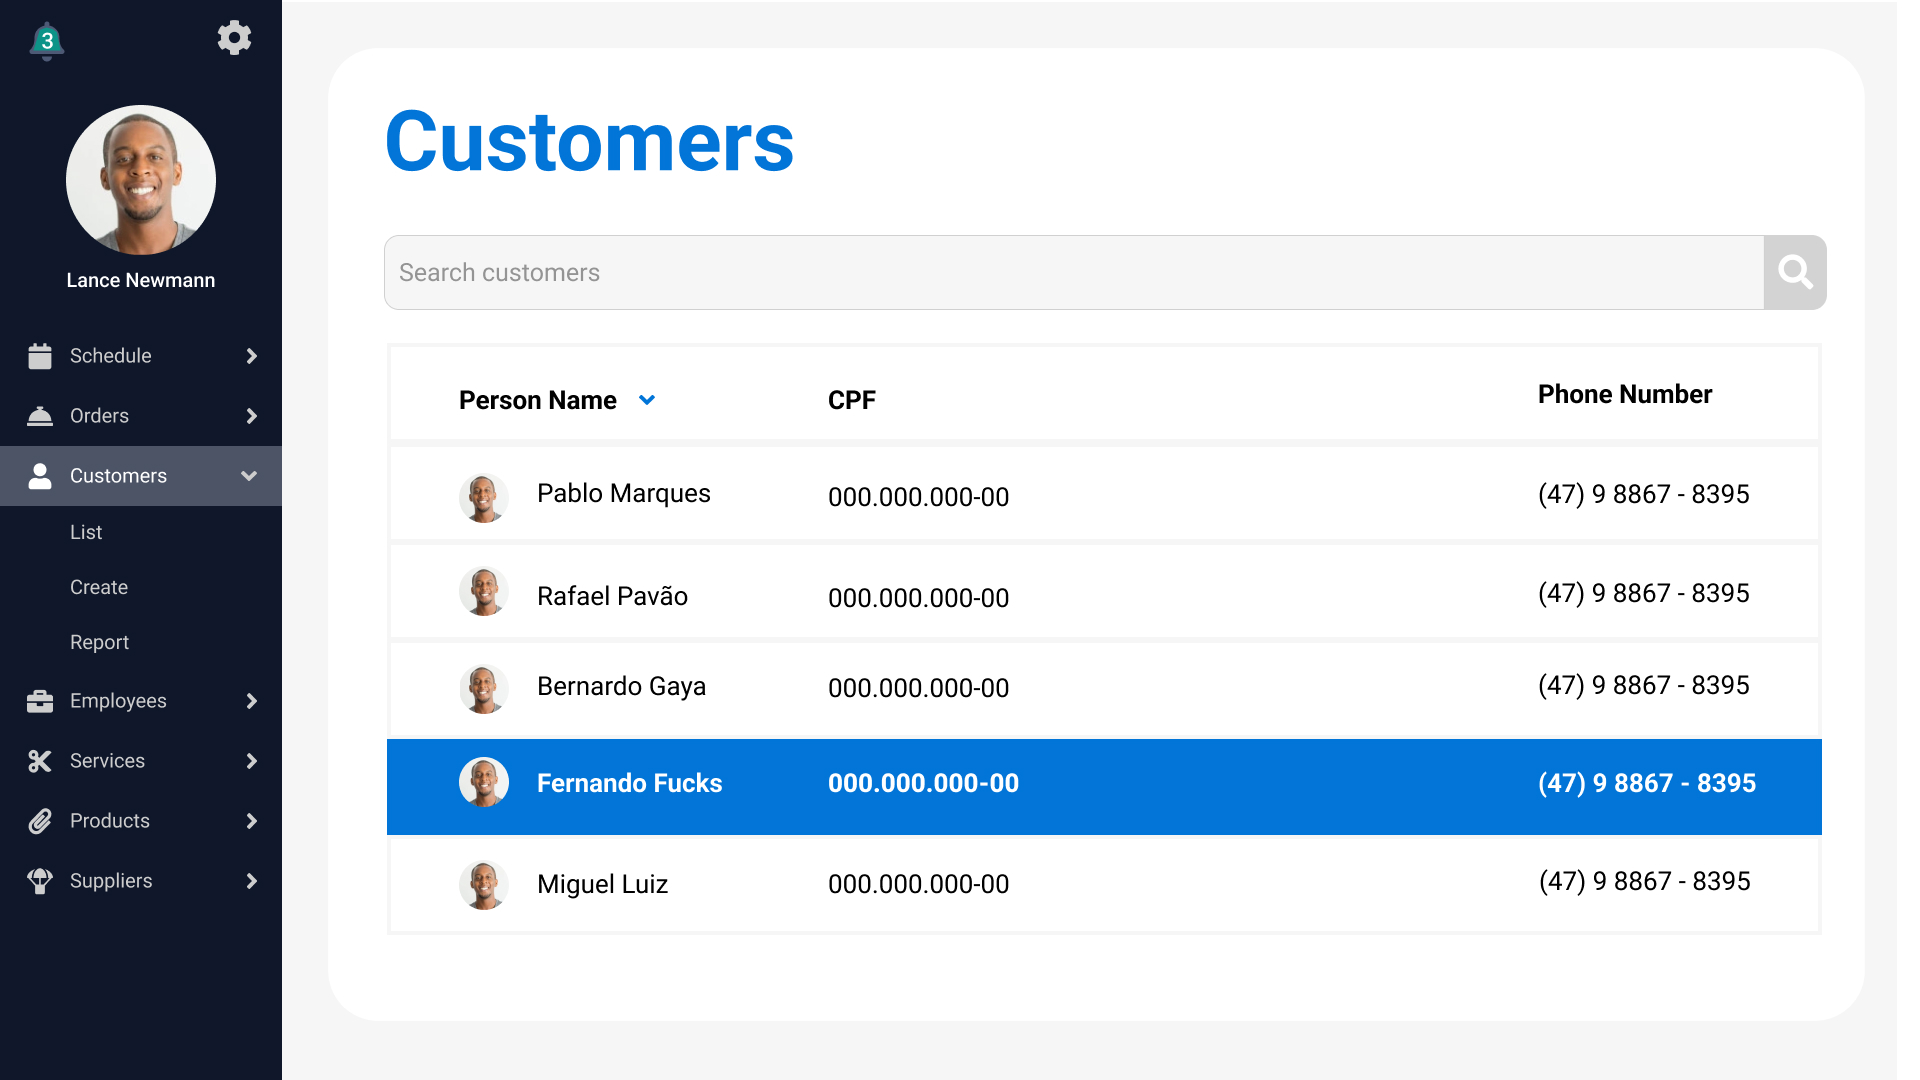 3
Lance Newmann
Schedule
Orders
Customers
List
Create
Report
Employees
Services
Products
Suppliers
Customers
Search customers
Person Name CPF Phone Number
Pablo Marques 000.000.000-00 (47) 9 8867 - 8395
Rafael Pavão 000.000.000-00 (47) 9 8867 - 8395
Bernardo Gaya 000.000.000-00 (47) 9 8867 - 8395
Fernando Fucks 000.000.000-00 (47) 9 8867 - 8395
Miguel Luiz 000.000.000-00 (47) 9 8867 - 8395